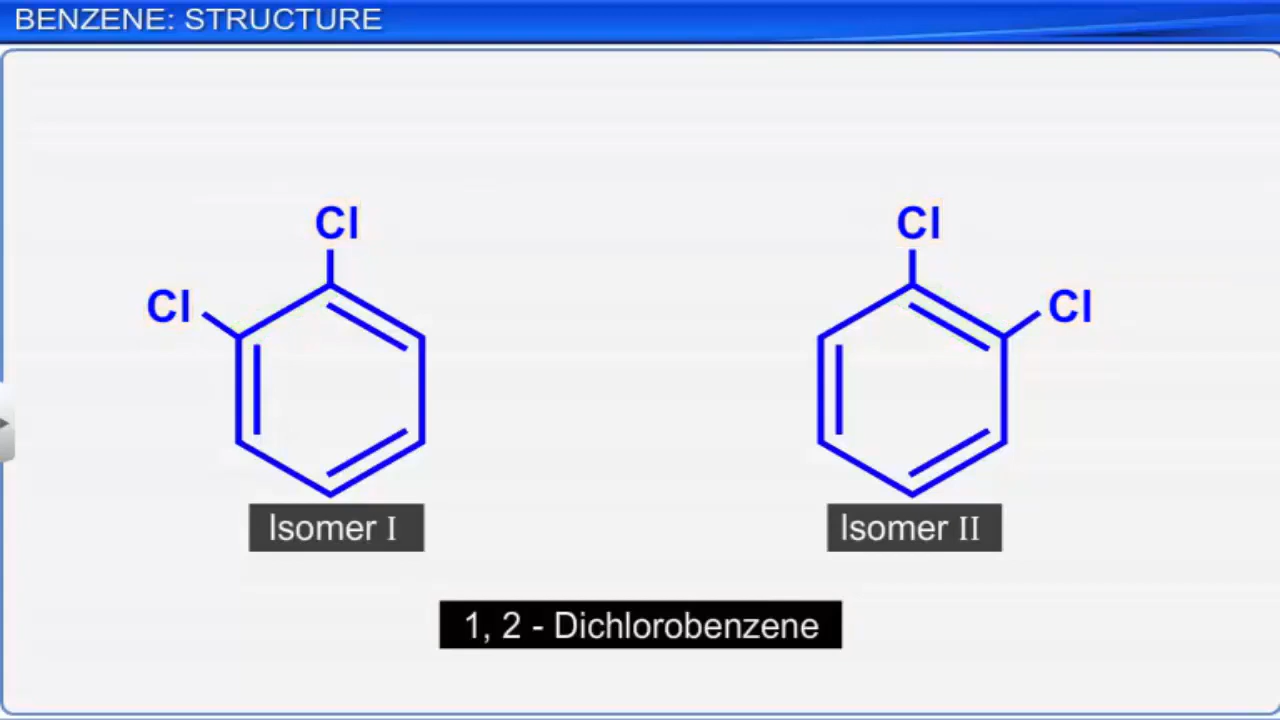 BENZENE: STRUCTURE
Cl
Cl
Cl
Cl
Isomer I
Isomer II
1, 2 - Dichlorobenzene